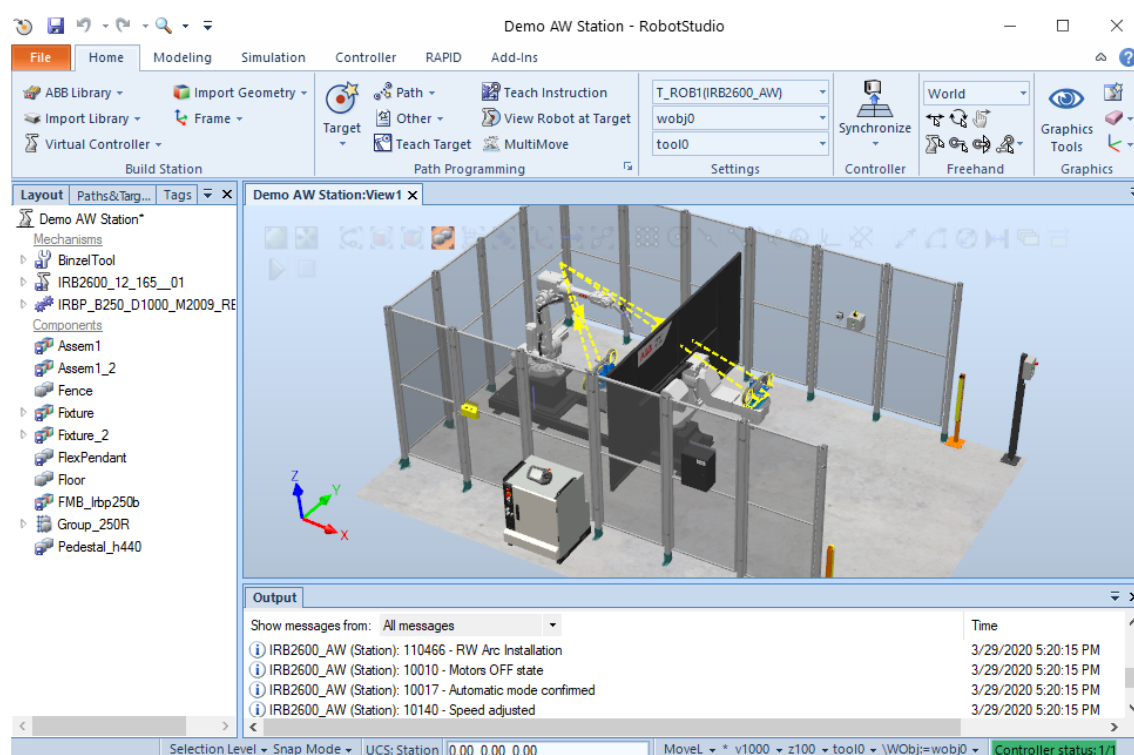 Demo AW Station - RobotStudio
File Home Modeling Simulation Controller RAPID Add-Ins
ABB Library
Import Library
Virtual Controller
Import Geometry
Frame
Build Station
Target
Path
Other
Teach Target
Teach Instruction
View Robot at Target
MultiMove
Path Programming
T_ROB1(IRB2600_AW)
wobj0
tool0
Settings
Synchronize
Controller
World
Freehand
Graphics
Tools
Graphics
Layout Paths&Targ... Tags
Demo AW Station*
Mechanisms
BinzelTool
IRB2600_12_165__01
IRBP_B250_D1000_M2009_RE
Components
Assem1
Assem1_2
Fence
Fixture
Fixture_2
FlexPendant
Floor
FMB_Irbp250b
Group_250R
Pedestal_h440
Demo AW Station:View1
ABB
Z
Y
X
Output
Show messages from: All messages Time
IRB2600_AW (Station): 110466 - RW Arc Installation 3/29/2020 5:20:15 PM
IRB2600_AW (Station): 10010 - Motors OFF state 3/29/2020 5:20:15 PM
IRB2600_AW (Station): 10017 - Automatic mode confirmed 3/29/2020 5:20:15 PM
IRB2600_AW (Station): 10140 - Speed adjusted 3/29/2020 5:20:15 PM
Selection Level Snap Mode UCS: Station 0.00 0.00 0.00 MoveL * v1000 z100 tool0 \WObj:=wobj0 Controller status: 1/1